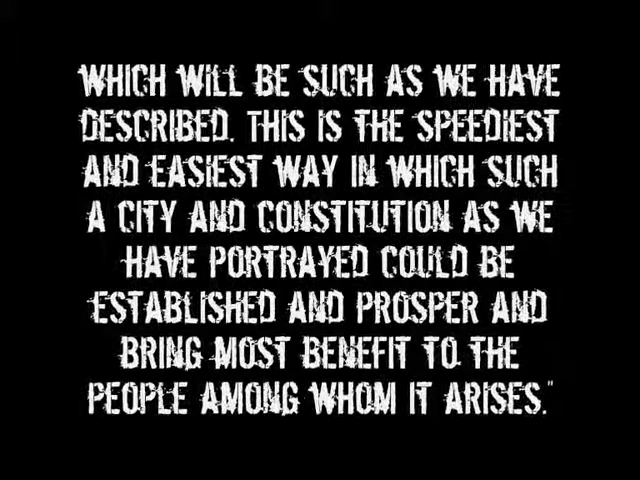 WHICH WILL BE SUCH AS WE HAVE
DESCRIBED. THIS IS THE SPEEDIEST
AND EASIEST WAY IN WHICH SUCH
A CITY AND CONSTITUTION AS WE
HAVE PORTRAYED COULD BE
ESTABLISHED AND PROSPER AND
BRING MOST BENEFIT TO THE
PEOPLE AMONG WHOM IT ARISES."